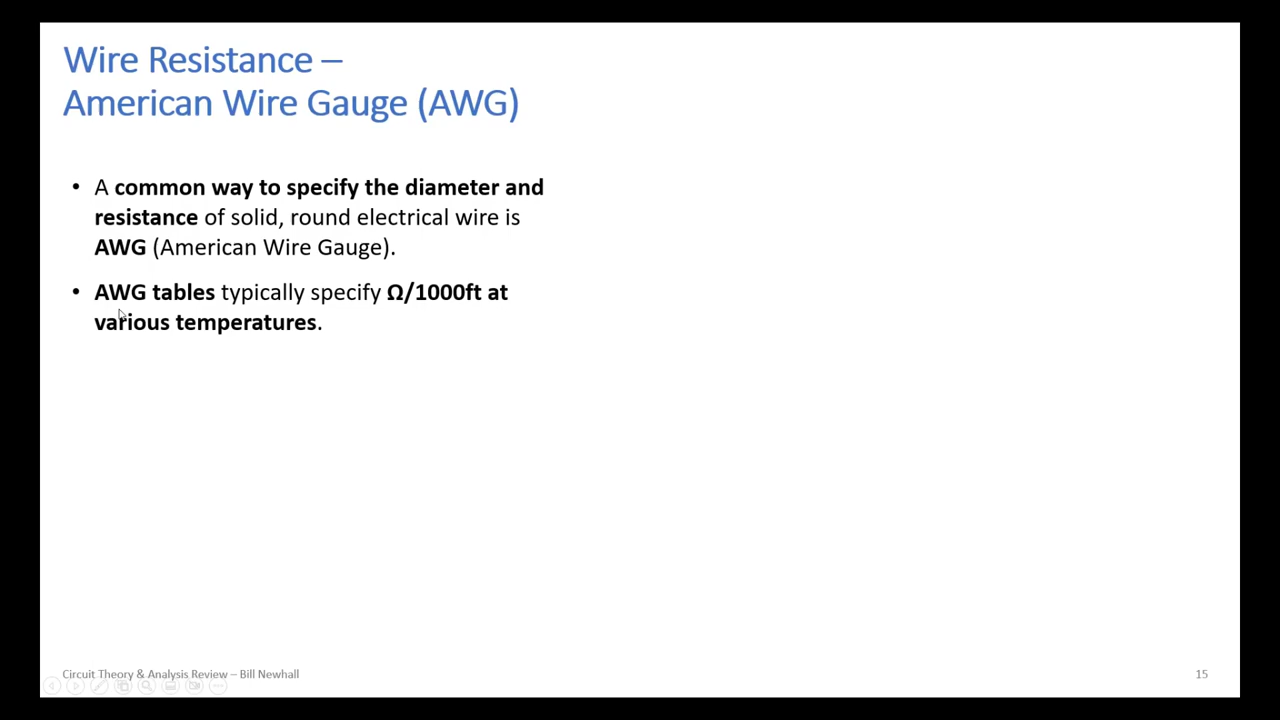 Wire Resistance –
American Wire Gauge (AWG)
• A common way to specify the diameter and
resistance of solid, round electrical wire is
AWG (American Wire Gauge).
• AWG tables typically specify Ω/1000ft at
various temperatures.
Circuit Theory & Analysis Review – Bill Newhall
15